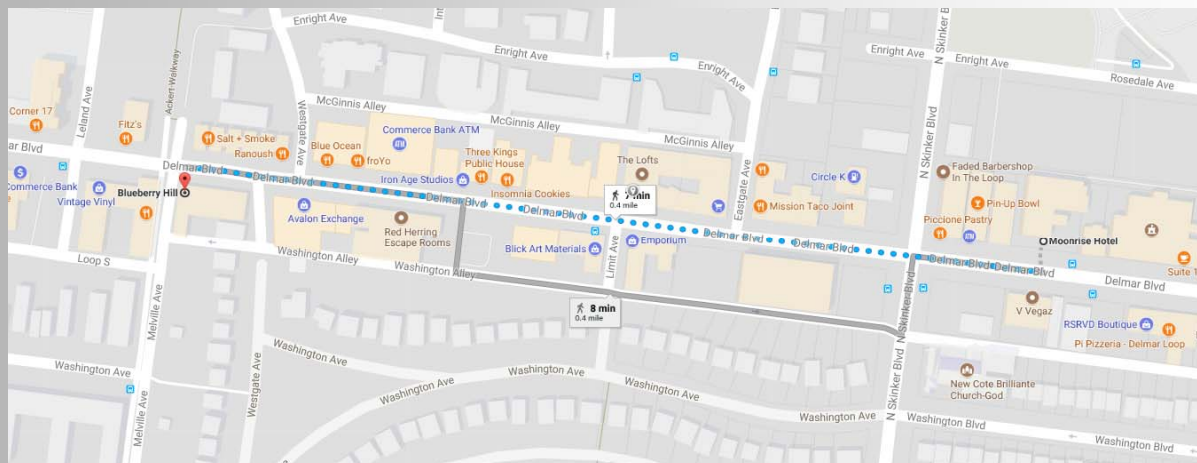 Enright Ave
Enright Ave
Enright Ave
Enright Ave
Rosedale Ave
N Skinker Blvd
Ackert Walkway
Leland Ave
Corner 17
Fitz's
Westgate Ave
McGinnis Alley
McGinnis Alley
McGinnis Alley
Commerce Bank ATM
Salt + Smoke
Ranoush
Blue Ocean
froYo
Three Kings
Public House
The Lofts
Eastgate Ave
Circle K
N Skinker Blvd
Faded Barbershop
In The Loop
Delmar Blvd
Delmar Blvd
Commerce Bank
Vintage Vinyl
Blueberry Hill
Iron Age Studios
Insomnia Cookies
7 min
0.4 mile
Mission Taco Joint
Pin-Up Bowl
Piccione Pastry
Avalon Exchange
Delmar Blvd
Delmar Blvd
Red Herring
Escape Rooms
Delmar Blvd
Blick Art Materials
Limit Ave
Emporium
Delmar Blvd
Delmar Blvd
Moonrise Hotel
Delmar Blvd
Delmar Blvd
Delmar Blvd
Suite 1
Loop S
Melville Ave
Washington Alley
Washington Alley
8 min
0.4 mile
N Skinker Blvd
V Vegaz
RSRVD Boutique
Pi Pizzeria - Delmar Loop
Washington Ave
Westgate Ave
Washington Ave
Washington Ave
Washington Ave
Washington Ave
New Cote Brilliante
Church-God
N Skinker Blvd
Washington Blvd
Washington Blvd
Melville Ave